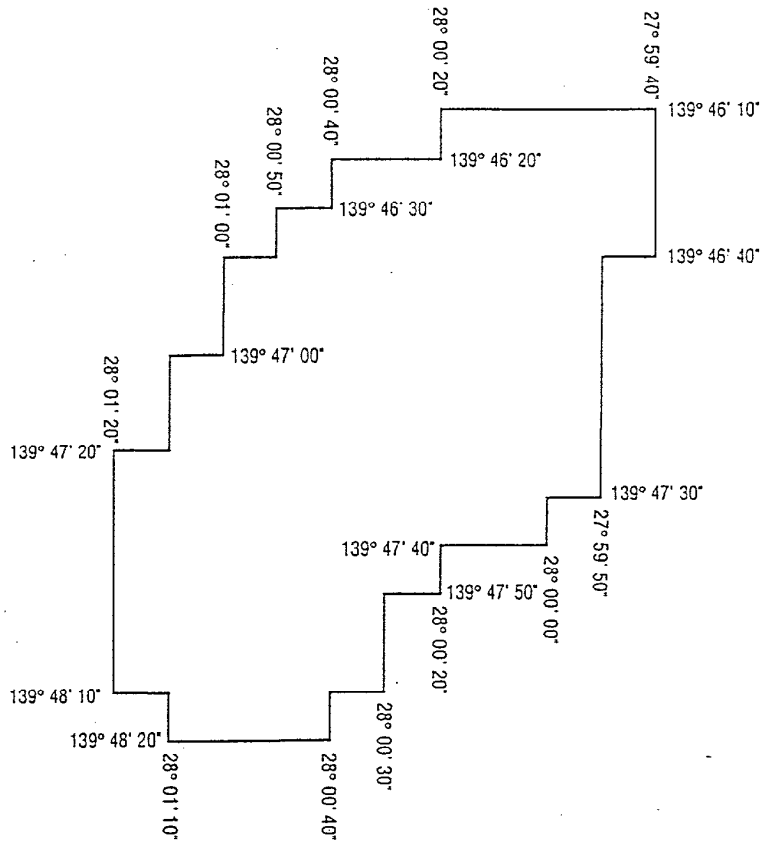 28° 00' 20"
27° 59' 40"
139° 46' 10"
28° 00' 40"
28° 00' 50"
139° 46' 20"
28° 01' 00"
139° 46' 30"
139° 46' 40"
139° 47' 00"
28° 01' 20"
139° 47' 20"
139° 47' 30"
27° 59' 50"
139° 47' 40"
28° 00' 00"
139° 47' 50"
28° 00' 20"
139° 48' 10"
28° 00' 30"
139° 48' 20"
28° 01' 10"
28° 00' 40"